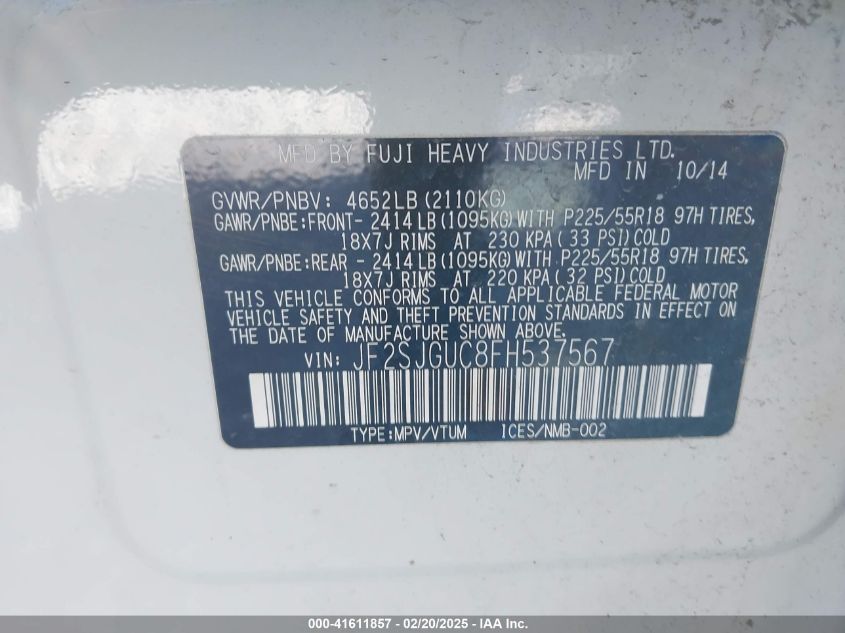 MFD BY FUJI HEAVY INDUSTRIES LTD.
MFD IN 10/14
GVWR/PNBV: 4652LB (2110KG)
GAWR/PNBE:FRONT- 2414 LB (1095KG) WITH P225/55R18 97H TIRES,
18X7J RIMS AT 230 KPA ( 33 PSI) COLD
GAWR/PNBE:REAR - 2414 LB (1095KG) WITH P225/55R18 97H TIRES,
18X7J RIMS AT 220 KPA ( 32 PSI) COLD
THIS VEHICLE CONFORMS TO ALL APPLICABLE FEDERAL MOTOR
VEHICLE SAFETY AND THEFT PREVENTION STANDARDS IN EFFECT ON
THE DATE OF MANUFACTURE SHOWN ABOVE.
VIN: JF2SJGUC8FH537567
TYPE:MPV/VTUM ICES/NMB-002
000-41611857 - 02/20/2025 - IAA Inc.